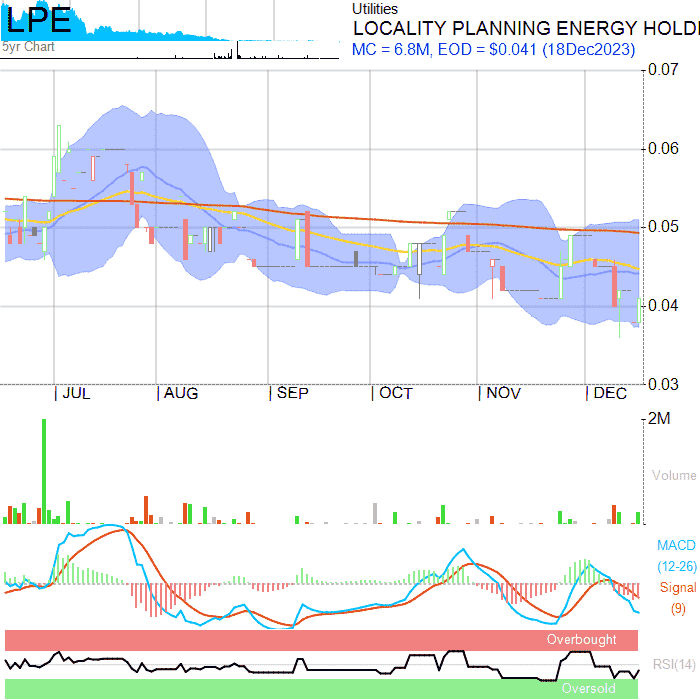 LPE
5yr Chart
Utilities
LOCALITY PLANNING ENERGY HOLDI
MC = 6.8M, EOD = $0.041 (18Dec2023)
0.07
0.06
0.05
0.04
0.03
JUL AUG SEP OCT NOV DEC
2M
Volume
MACD
(12-26)
Signal
(9)
Overbought
RSI(14)
Oversold